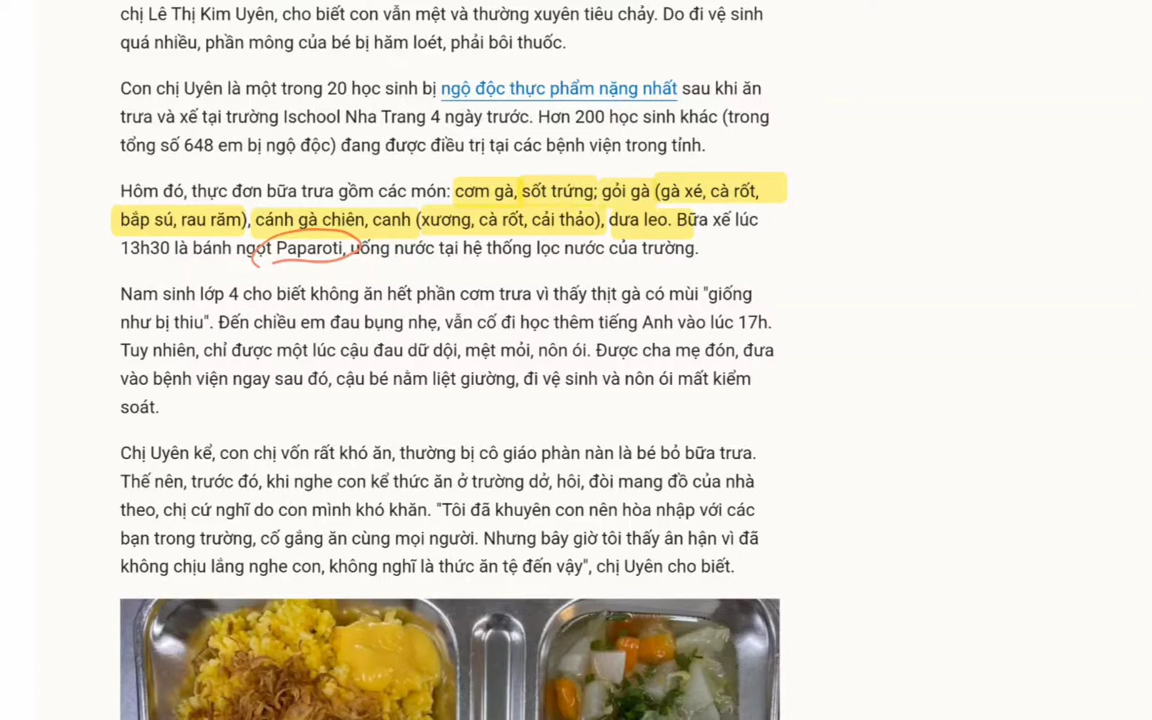 chị Lê Thị Kim Uyên, cho biết con vẫn mệt và thường xuyên tiêu chảy. Do đi vệ sinh
quá nhiều, phần mông của bé bị hăm loét, phải bôi thuốc.
Con chị Uyên là một trong 20 học sinh bị ngộ độc thực phẩm nặng nhất sau khi ăn
trưa và xế tại trường Ischool Nha Trang 4 ngày trước. Hơn 200 học sinh khác (trong
tổng số 648 em bị ngộ độc) đang được điều trị tại các bệnh viện trong tỉnh.
Hôm đó, thực đơn bữa trưa gồm các món: cơm gà, sốt trứng; gỏi gà (gà xé, cà rốt,
bắp sú, rau răm), cánh gà chiên, canh (xương, cà rốt, cải thảo), dưa leo. Bữa xế lúc
13h30 là bánh ngọt Paparoti, uống nước tại hệ thống lọc nước của trường.
Nam sinh lớp 4 cho biết không ăn hết phần cơm trưa vì thấy thịt gà có mùi "giống
như bị thiu". Đến chiều em đau bụng nhẹ, vẫn cố đi học thêm tiếng Anh vào lúc 17h.
Tuy nhiên, chỉ được một lúc cậu đau dữ dội, mệt mỏi, nôn ói. Được cha mẹ đón, đưa
vào bệnh viện ngay sau đó, cậu bé nằm liệt giường, đi vệ sinh và nôn ói mất kiểm
soát.
Chị Uyên kể, con chị vốn rất khó ăn, thường bị cô giáo phàn nàn là bé bỏ bữa trưa.
Thế nên, trước đó, khi nghe con kể thức ăn ở trường dở, hôi, đòi mang đồ của nhà
theo, chị cứ nghĩ do con mình khó khăn. "Tôi đã khuyên con nên hòa nhập với các
bạn trong trường, cố gắng ăn cùng mọi người. Nhưng bây giờ tôi thấy ân hận vì đã
không chịu lắng nghe con, không nghĩ là thức ăn tệ đến vậy", chị Uyên cho biết.